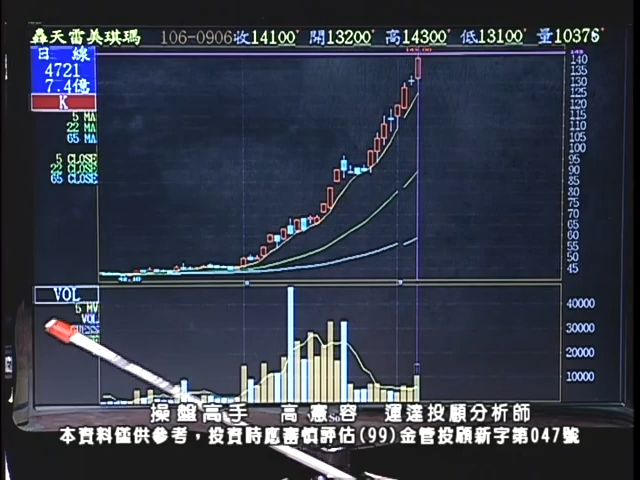 轟天雷美琪瑪 106-0906收14100 開13200 高14300 低13100 量10376
日 線
4721
7.4億
K
5 MA
22 MA
65 MA
5 CLOSE
22 CLOSE
65 CLOSE
140
135
130
125
120
115
110
105
100
95
90
85
80
75
70
65
60
55
50
45
VOL
5 MV
VOL
40000
30000
20000
10000
操盤高手 高憲容 運達投顧分析師
本資料僅供參考，投資時應審慎評估(99)金管投顧新字第047號